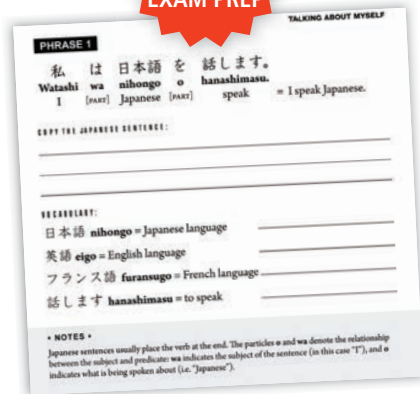 EXAM PREP
TALKING ABOUT MYSELF
PHRASE 1
私 は 日本語 を 話します。
Watashi wa nihongo o hanashimasu.
I [PART] Japanese [PART] speak = I speak Japanese.
COPY THE JAPANESE SENTENCE:
VOCABULARY:
日本語 nihongo = Japanese language
英語 eigo = English language
フランス語 furansugo = French language
話します hanashimasu = to speak
• NOTES •
Japanese sentences usually place the verb at the end. The particles o and wa denote the relationship
between the subject and predicate: wa indicates the subject of the sentence (in this case "I"), and o
indicates what is being spoken about (i.e. "Japanese").